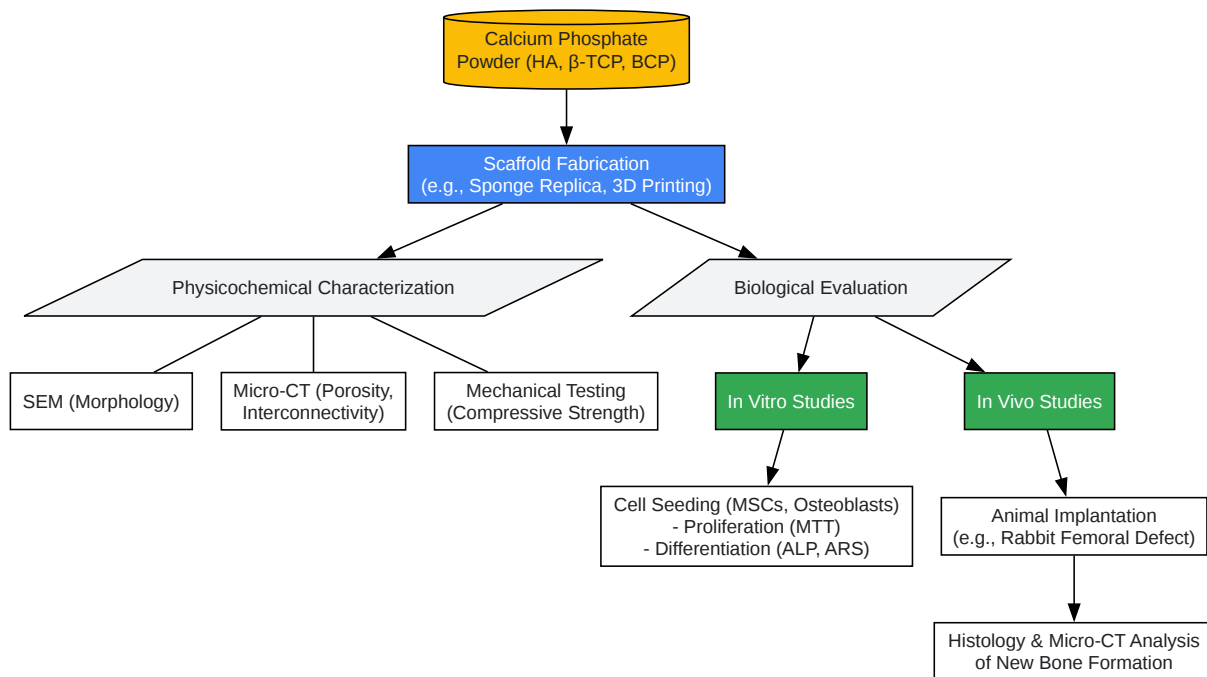 Calcium Phosphate
Powder (HA, β-TCP, BCP)
Scaffold Fabrication
(e.g., Sponge Replica, 3D Printing)
Physicochemical Characterization
Biological Evaluation
SEM (Morphology)
Micro-CT (Porosity,
Interconnectivity)
Mechanical Testing
(Compressive Strength)
In Vitro Studies
In Vivo Studies
Cell Seeding (MSCs, Osteoblasts)
- Proliferation (MTT)
- Differentiation (ALP, ARS)
Animal Implantation
(e.g., Rabbit Femoral Defect)
Histology & Micro-CT Analysis
of New Bone Formation